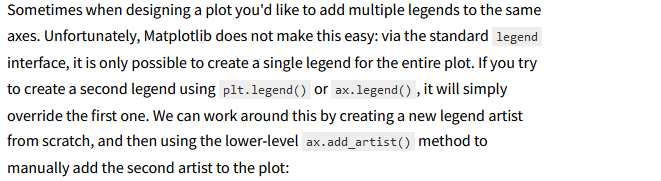 Sometimes when designing a plot you'd like to add multiple legends to the same
axes. Unfortunately, Matplotlib does not make this easy: via the standard legend
interface, it is only possible to create a single legend for the entire plot. If you try
to create a second legend using plt.legend() or ax.legend() , it will simply
override the first one. We can work around this by creating a new legend artist
from scratch, and then using the lower-level ax.add_artist() method to
manually add the second artist to the plot: